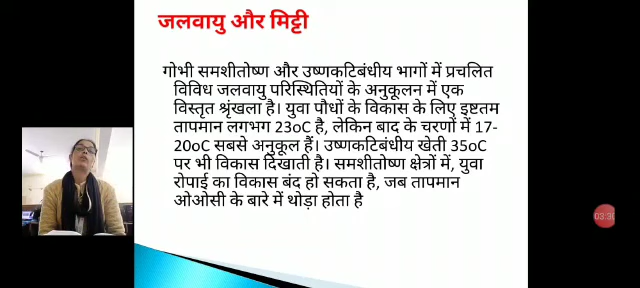 जलवायु और मिट्टी
गोभी समशीतोष्ण और उष्णकटिबंधीय भागों में प्रचलित
विविध जलवायु परिस्थितियों के अनुकूलन में एक
विस्तृत श्रृंखला है। युवा पौधों के विकास के लिए इष्टतम
तापमान लगभग 23oC है, लेकिन बाद के चरणों में 17-
20oC सबसे अनुकूल हैं। उष्णकटिबंधीय खेती 35oC
पर भी विकास दिखाती है। समशीतोष्ण क्षेत्रों में, युवा
रोपाई का विकास बंद हो सकता है, जब तापमान
ओओसी के बारे में थोड़ा होता है
03:30